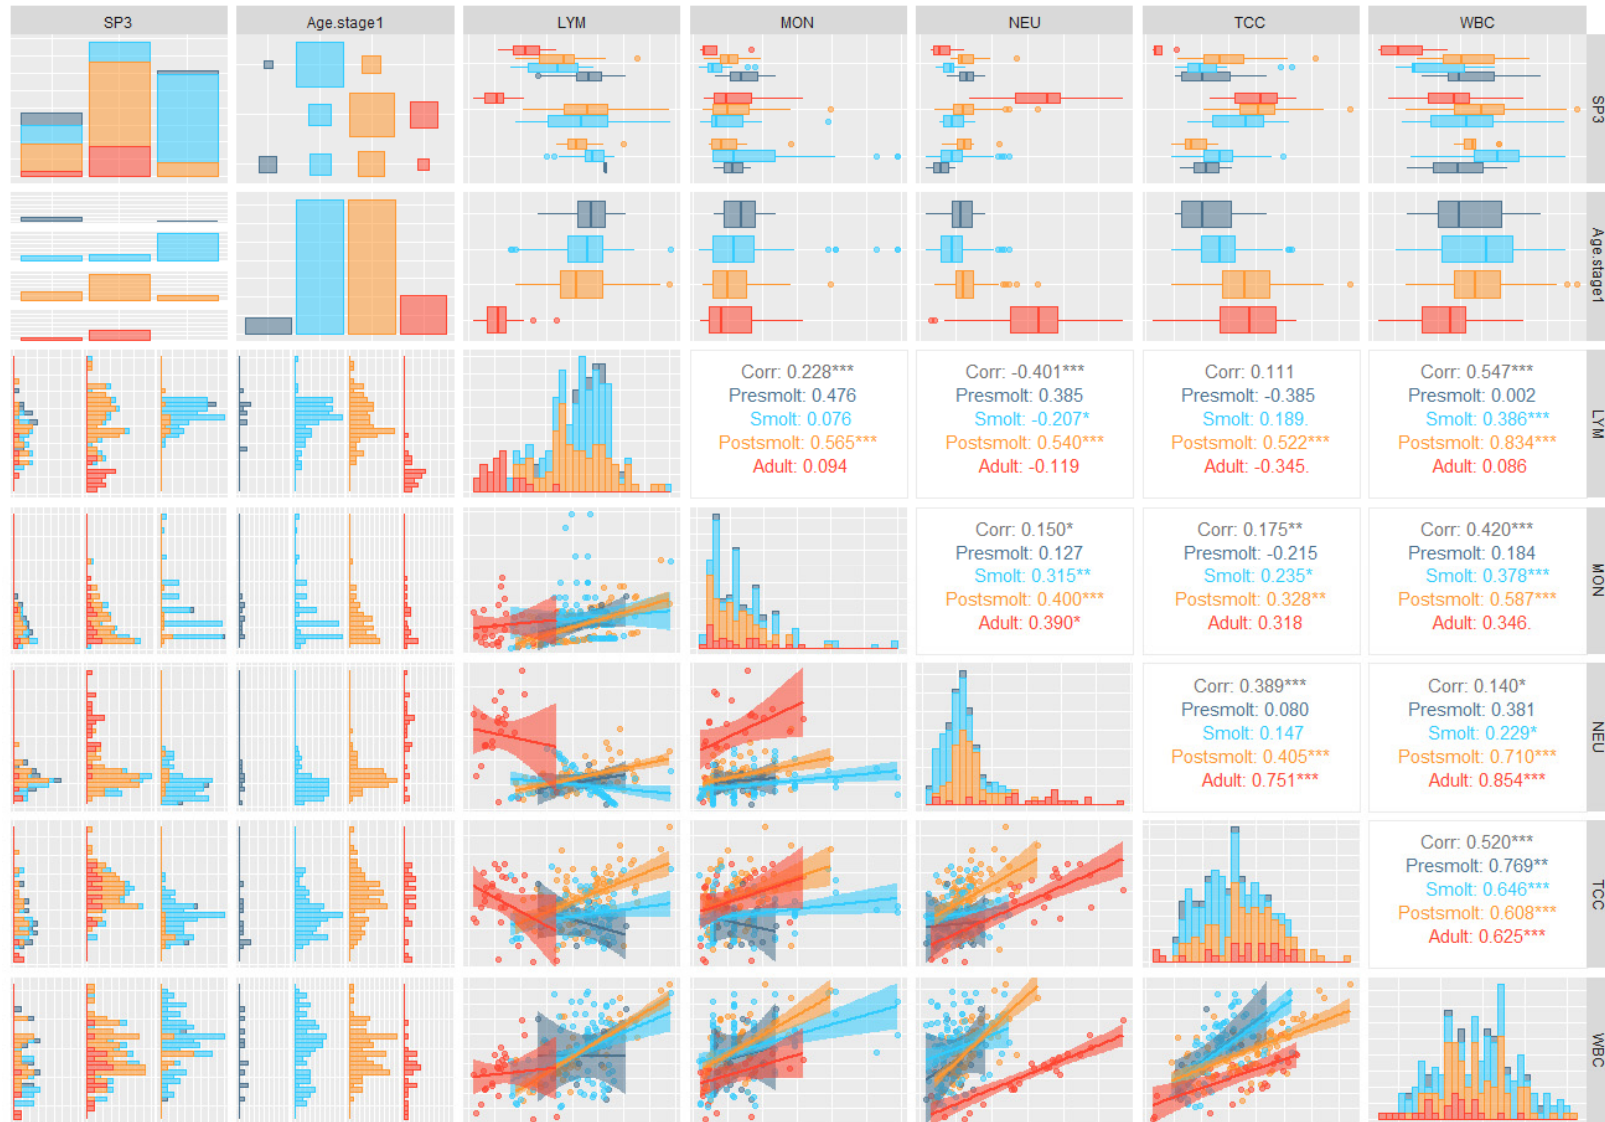 SP3 Age.stage1 LYM MON NEU TCC WBC
SP3
Age.stage1
Corr: 0.228*** Corr: -0.401*** Corr: 0.111 Corr: 0.547***
Presmolt: 0.476 Presmolt: 0.385 Presmolt: -0.385 Presmolt: 0.002
Smolt: 0.076 Smolt: -0.207* Smolt: 0.189. Smolt: 0.386***
Postsmolt: 0.565*** Postsmolt: 0.540*** Postsmolt: 0.522*** Postsmolt: 0.834***
Adult: 0.094 Adult: -0.119 Adult: -0.345. Adult: 0.086
LYM
Corr: 0.150* Corr: 0.175** Corr: 0.420***
Presmolt: 0.127 Presmolt: -0.215 Presmolt: 0.184
Smolt: 0.315** Smolt: 0.235* Smolt: 0.378***
Postsmolt: 0.400*** Postsmolt: 0.328** Postsmolt: 0.587***
Adult: 0.390* Adult: 0.318 Adult: 0.346.
MON
Corr: 0.389*** Corr: 0.140*
Presmolt: 0.080 Presmolt: 0.381
Smolt: 0.147 Smolt: 0.229*
Postsmolt: 0.405*** Postsmolt: 0.710***
Adult: 0.751*** Adult: 0.854***
NEU
Corr: 0.520***
Presmolt: 0.769**
Smolt: 0.646***
Postsmolt: 0.608***
Adult: 0.625***
TCC
WBC